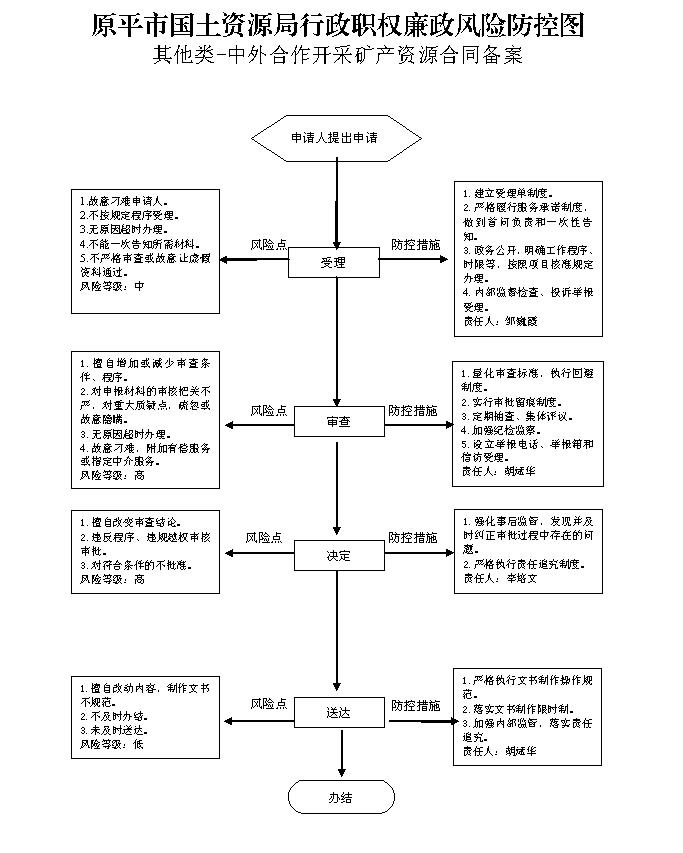 原平市国土资源局行政职权廉政风险防控图
其他类-中外合作开采矿产资源合同备案
申请人提出申请
1.故意刁难申请人。
2.不按规定程序受理。
3.无原因超时办理。
4.不能一次告知所需材料。
5.不严格审查或故意让虚假
资料通过。
风险等级：中
风险点
受理
防控措施
1. 建立受理单制度。
2. 严格履行服务承诺制度，
做到首问负责和一次性告
知。
3. 政务公开，明确工作程序、
时限等，按照项目核准规定
办理。
4. 内部监督检查、投诉举报
受理。
责任人：邹巍霞
1. 擅自增加或减少审查条
件、程序。
2. 对申报材料的审核把关不
严，对重大质疑点，疏忽或
故意隐瞒。
3. 无原因超时办理。
4. 故意刁难，附加有偿服务
或指定中介服务。
风险等级：高
风险点
审查
防控措施
1. 量化审查标准，执行回避
制度。
2. 实行审批留痕制度。
3. 定期抽查、集体评议。
4. 加强纪检监察。
5. 设立举报电话、举报箱和
信访受理。
责任人：胡斌华
1. 擅自改变审查结论。
2. 违反程序、违规越权审核
审批。
3. 对符合条件的不批准。
风险等级：高
风险点
决定
防控措施
1. 强化事后监管，发现并及
时纠正审批过程中存在的问
题。
2. 严格执行责任追究制度。
责任人：李培文
1. 擅自改动内容，制作文书
不规范。
2. 不及时办结。
3. 未及时送达。
风险等级：低
风险点
送达
防控措施
1. 严格执行文书制作操作规
范。
2. 落实文书制作限时制。
3. 加强内部监管，落实责任
追究。
责任人：胡斌华
办结